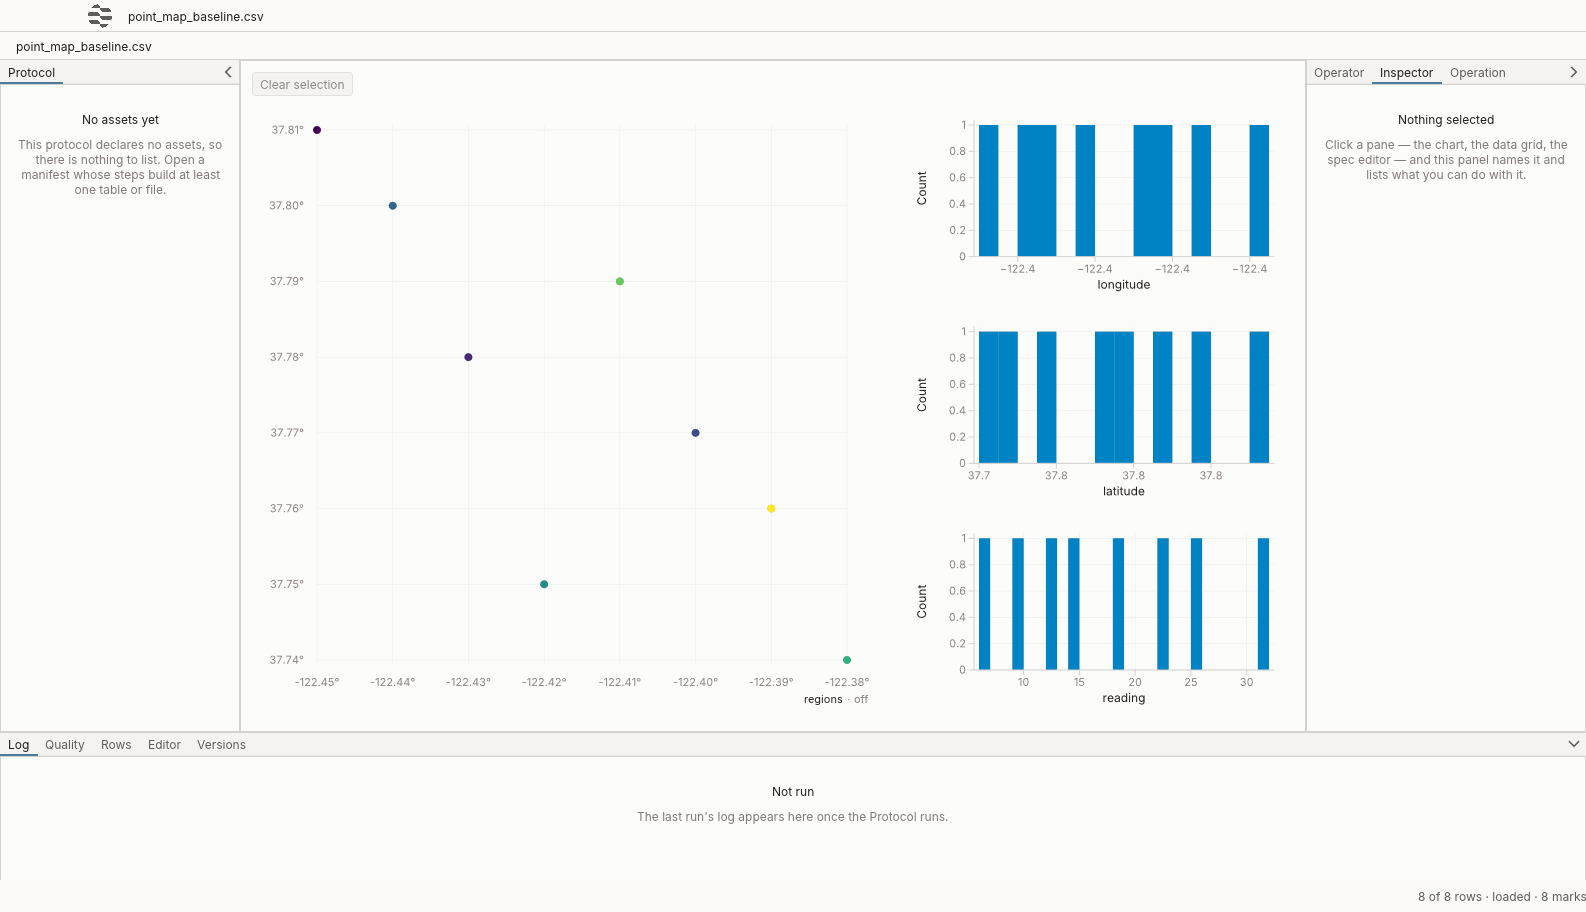 point_map_baseline.csv
point_map_baseline.csv
Protocol
No assets yet
This protocol declares no assets, so
there is nothing to list. Open a
manifest whose steps build at least
one table or file.
Clear selection
37.81°
37.80°
37.79°
37.78°
37.77°
37.76°
37.75°
37.74°
-122.45°
-122.44°
-122.43°
-122.42°
-122.41°
-122.40°
-122.39°
-122.38°
regions · off
Count
1
0.8
0.6
0.4
0.2
0
−122.4
−122.4
−122.4
−122.4
longitude
Count
1
0.8
0.6
0.4
0.2
0
37.7
37.8
37.8
37.8
latitude
Count
1
0.8
0.6
0.4
0.2
0
10
15
20
25
30
reading
Operator
Inspector
Operation
Nothing selected
Click a pane — the chart, the data grid, the
spec editor — and this panel names it and
lists what you can do with it.
Log
Quality
Rows
Editor
Versions
Not run
The last run's log appears here once the Protocol runs.
8 of 8 rows · loaded · 8 marks